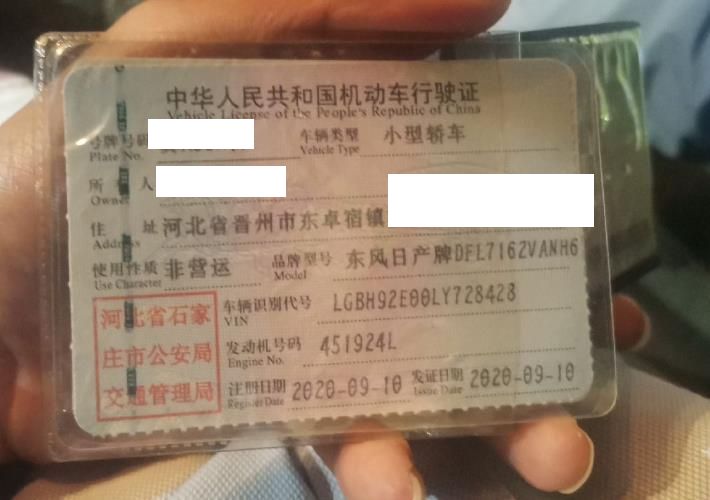 中华人民共和国机动车行驶证
Vehicle License of the People's Republic of China
号牌号码 车辆类型 小型轿车
Plate No. Vehicle Type
所 人
Owner
住 址 河北省晋州市东卓宿镇
Address
使用性质 非营运 品牌型号 东风日产牌DFL7162VANH6
Use Character Model
河北省石家
庄市公安局
交通管理局
车辆识别代号 LGBH92E00LY728428
VIN
发动机号码 451924L
Engine No.
注册日期 2020-09-10 发证日期 2020-09-10
Register Date Issue Date